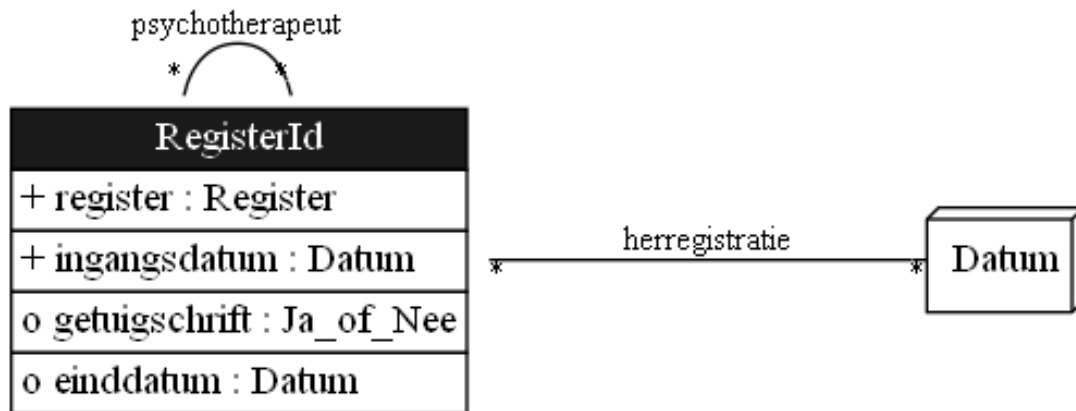 psychotherapeut
* *
RegisterId
+ register : Register
+ ingangsdatum : Datum
o getuigschrift : Ja_of_Nee
o einddatum : Datum
herregistratie
* *
Datum